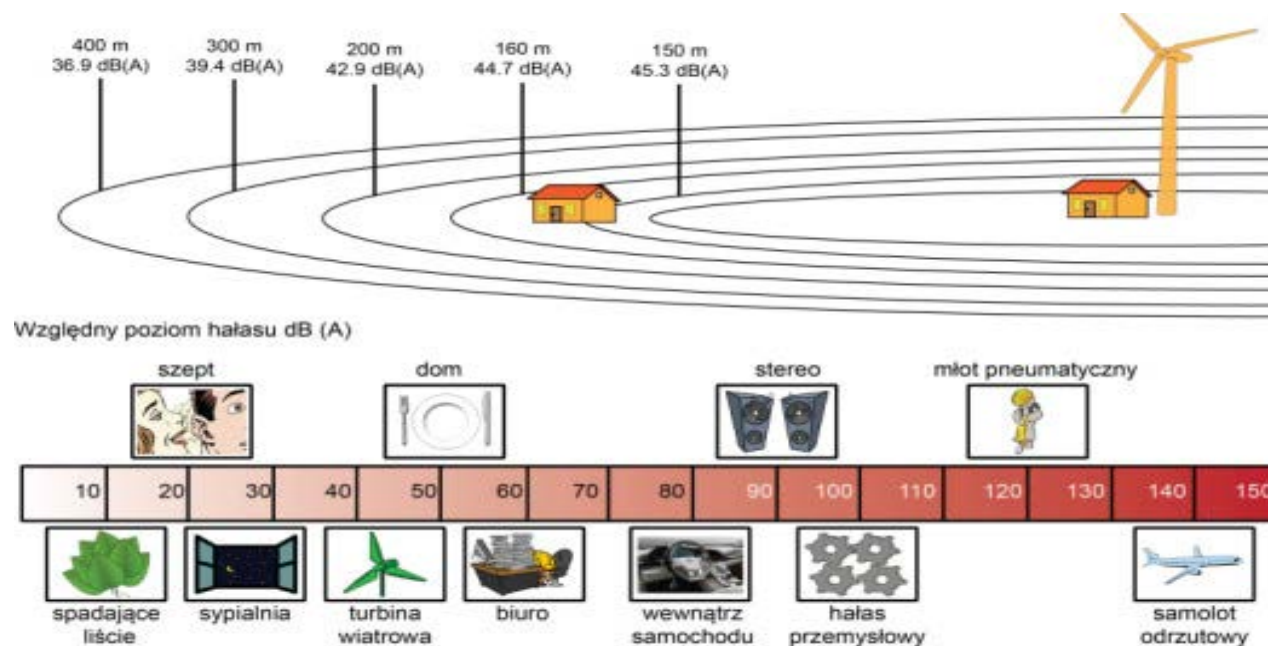 400 m 300 m 200 m 160 m 150 m
36.9 dB(A) 39.4 dB(A) 42.9 dB(A) 44.7 dB(A) 45.3 dB(A)
Względny poziom hałasu dB (A)
szept dom stereo młot pneumatyczny
10 20 30 40 50 60 70 80 90 100 110 120 130 140 150
spadające sypialnia turbina biuro wewnątrz hałas samolot
liście wiatrowa samochodu przemysłowy odrzutowy